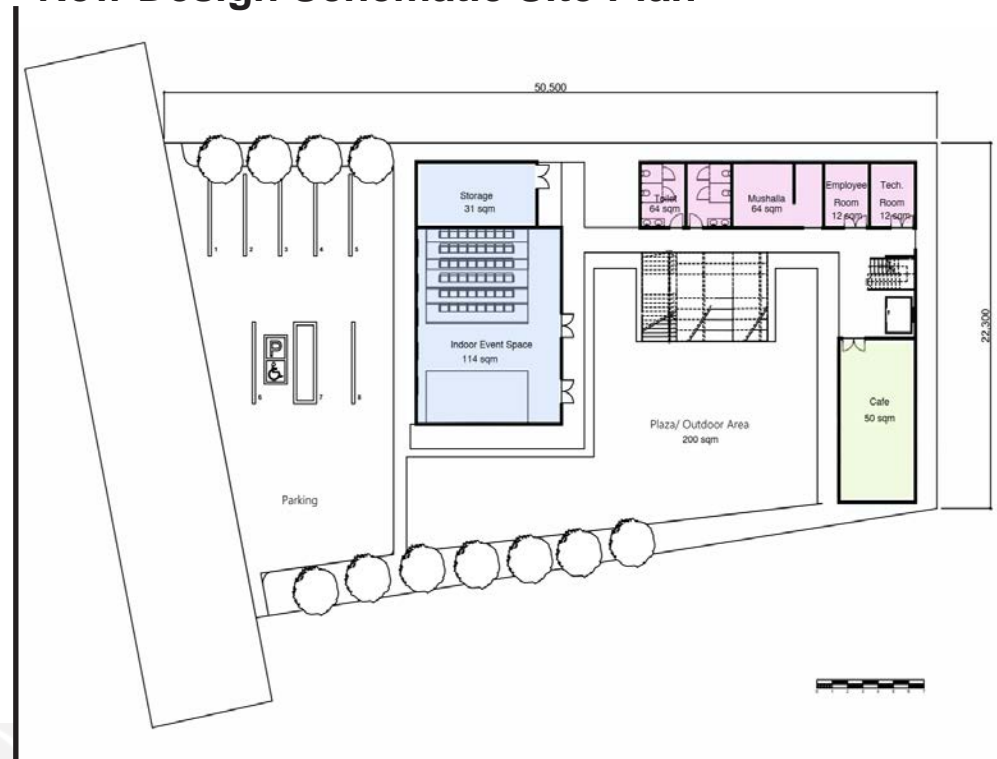 New Design Schematic Site Plan
50.500
22.300
Storage
31 sqm
Toilet
64 sqm
Mushalla
64 sqm
Employee
Room
12 sqm
Tech.
Room
12 sqm
1 2 3 4 5
Indoor Event Space
114 sqm
P
6 7 8
Cafe
50 sqm
Plaza/ Outdoor Area
200 sqm
Parking